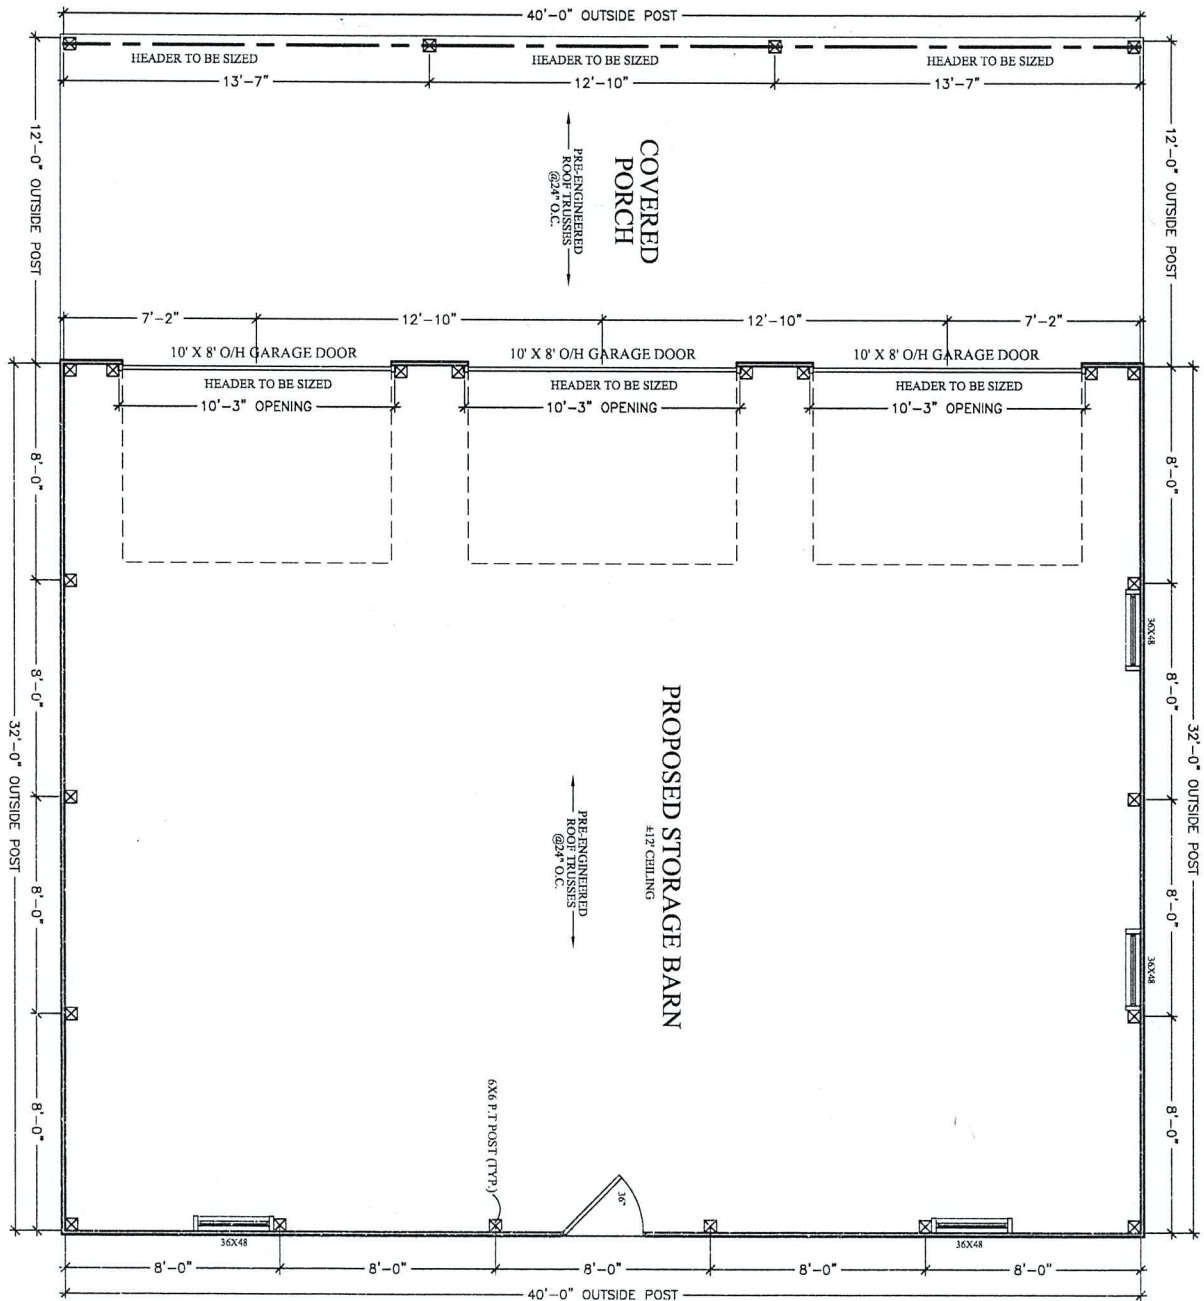 40'-0" OUTSIDE POST
HEADER TO BE SIZED
HEADER TO BE SIZED
HEADER TO BE SIZED
13'-7"
12'-10"
13'-7"
12'-0" OUTSIDE POST
12'-0" OUTSIDE POST
COVERED
PORCH
PRE-ENGINEERED
ROOF TRUSSES
@24" O.C.
7'-2"
12'-10"
12'-10"
7'-2"
10' X 8' O/H GARAGE DOOR
10' X 8' O/H GARAGE DOOR
10' X 8' O/H GARAGE DOOR
HEADER TO BE SIZED
HEADER TO BE SIZED
HEADER TO BE SIZED
10'-3" OPENING
10'-3" OPENING
10'-3" OPENING
8'-0"
8'-0"
8'-0"
8'-0"
32'-0" OUTSIDE POST
8'-0"
8'-0"
8'-0"
8'-0"
32'-0" OUTSIDE POST
36X48
36X48
PROPOSED STORAGE BARN
±12' CEILING
PRE-ENGINEERED
ROOF TRUSSES
@24" O.C.
6X6 P.T POST (TYP.)
36"
36X48
36X48
8'-0"
8'-0"
8'-0"
8'-0"
8'-0"
40'-0" OUTSIDE POST